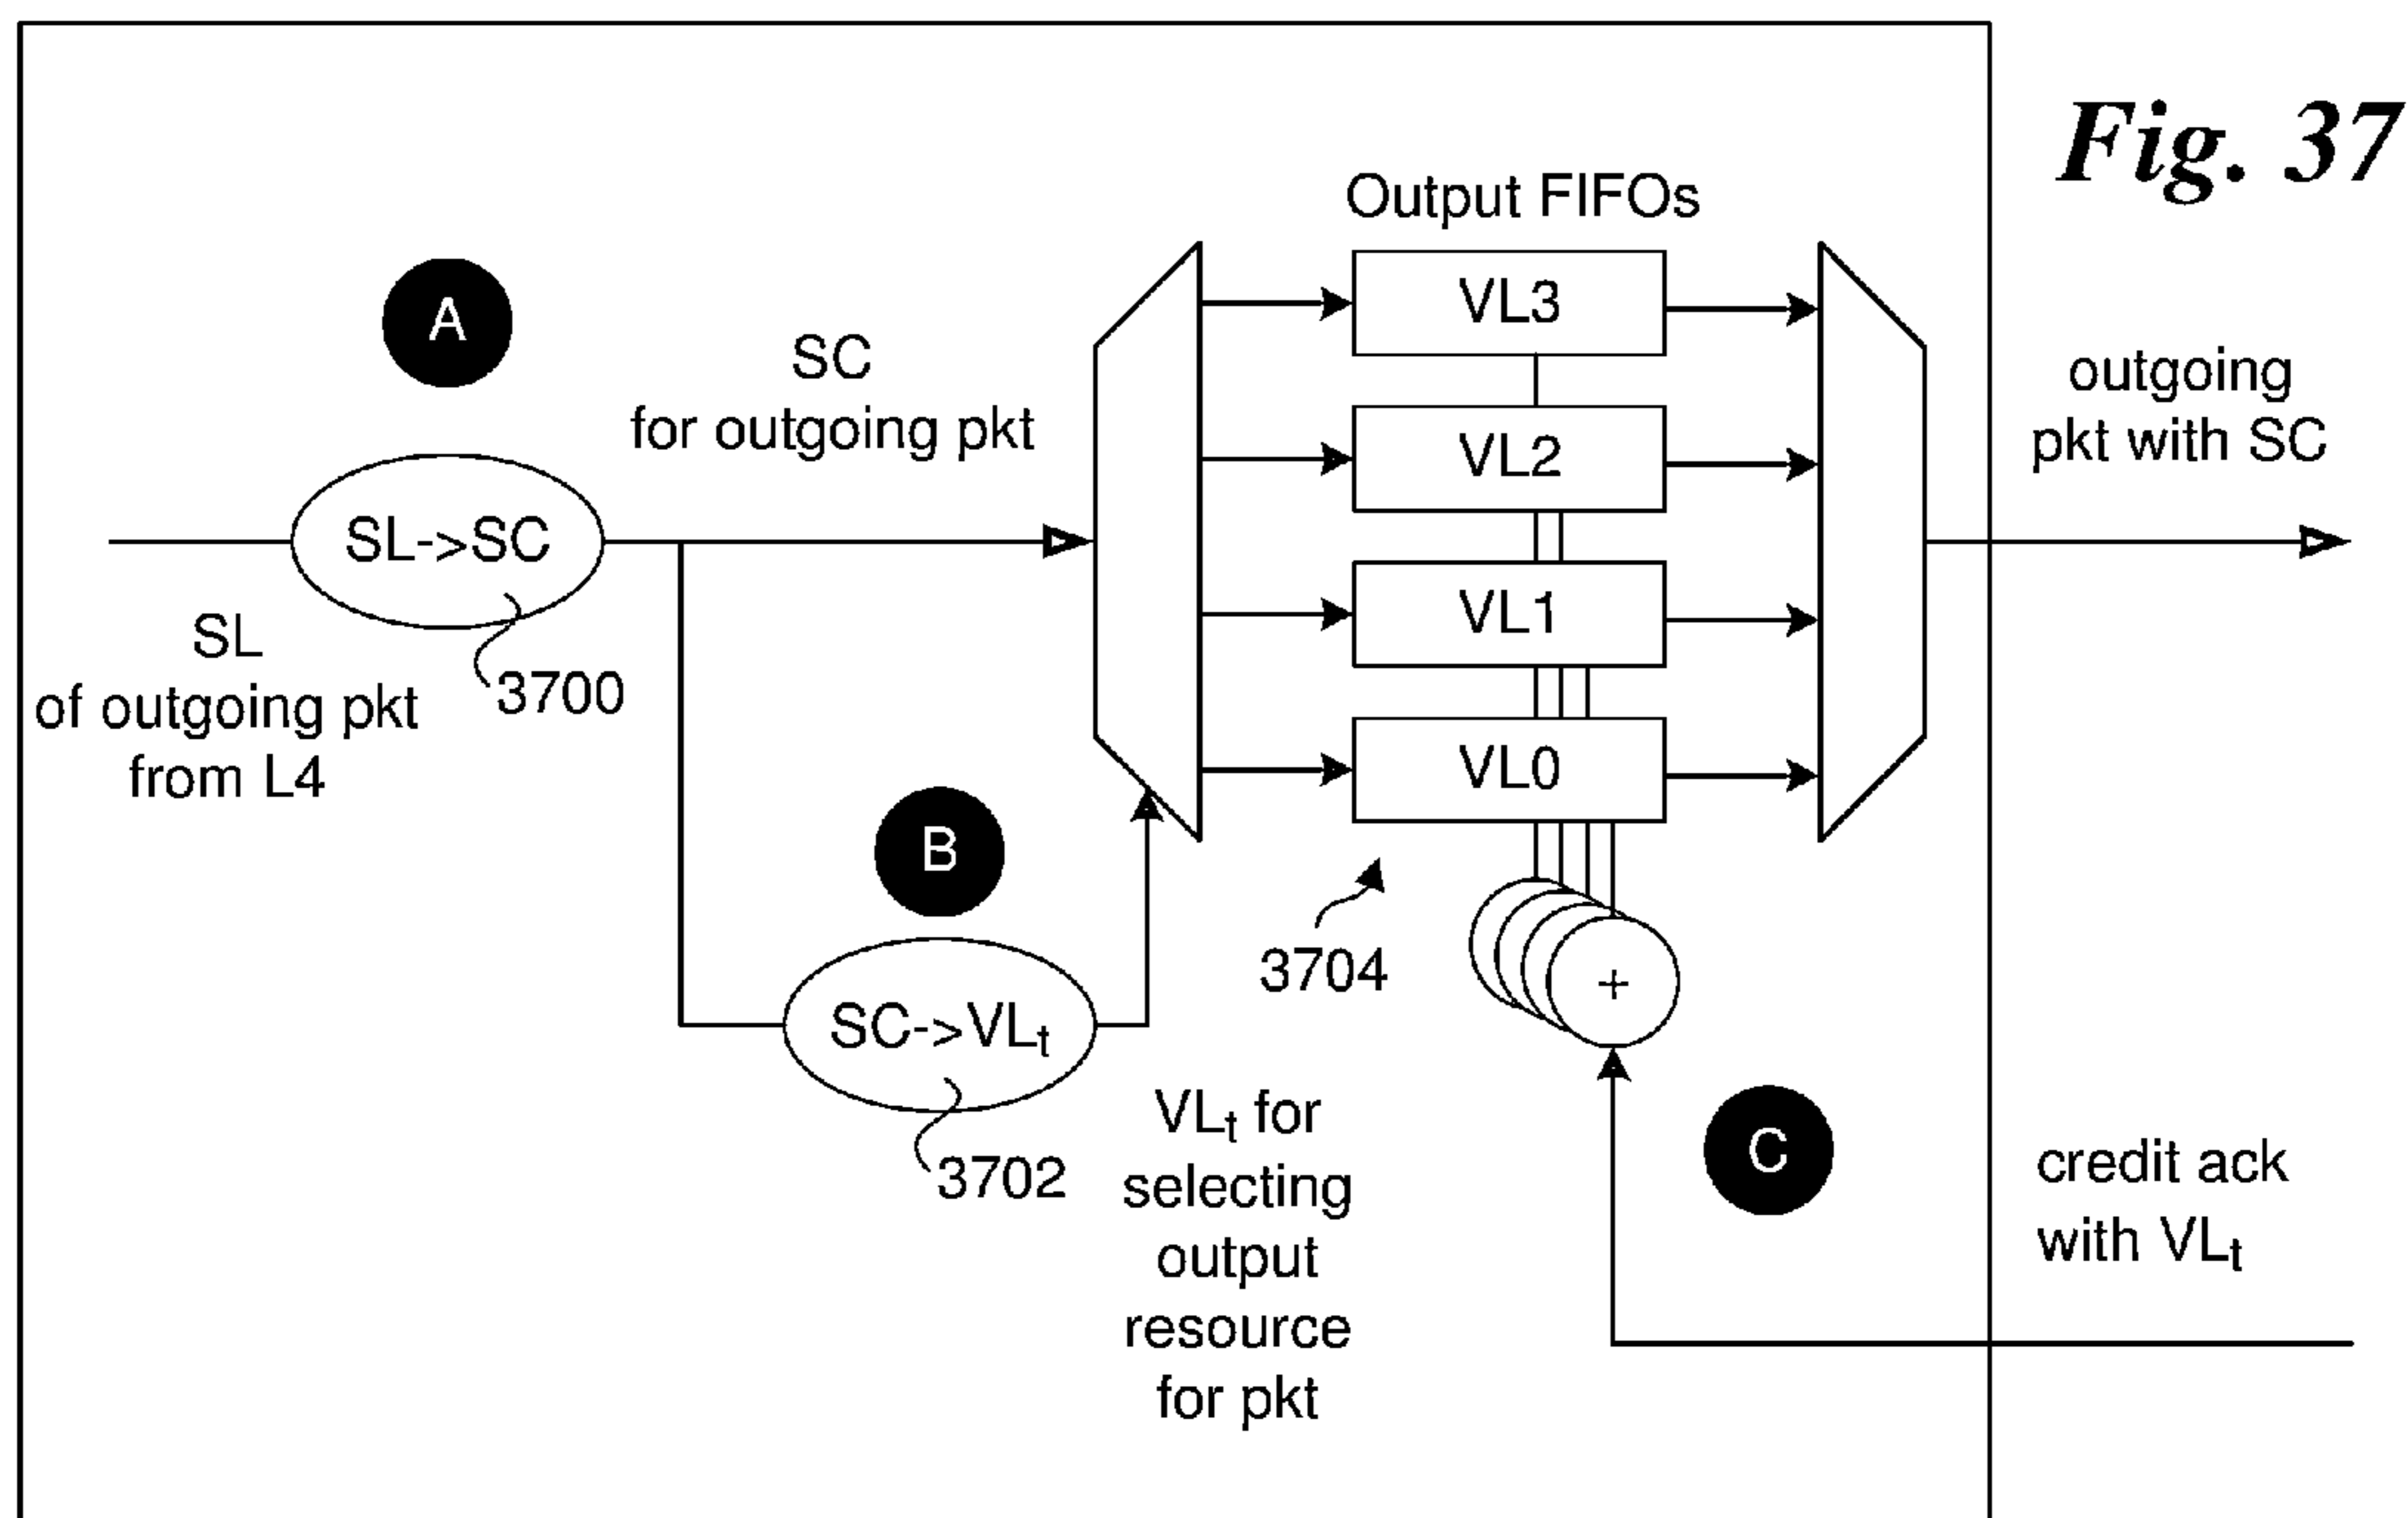 Fig. 37
Output FIFOs
A
SC
for outgoing pkt
SL->SC
3700
SL
of outgoing pkt
from L4
VL3
VL2
VL1
VL0
outgoing
pkt with SC
B
SC->VLt
3702
VLt for
selecting
output
resource
for pkt
3704
+
C
credit ack
with VLt